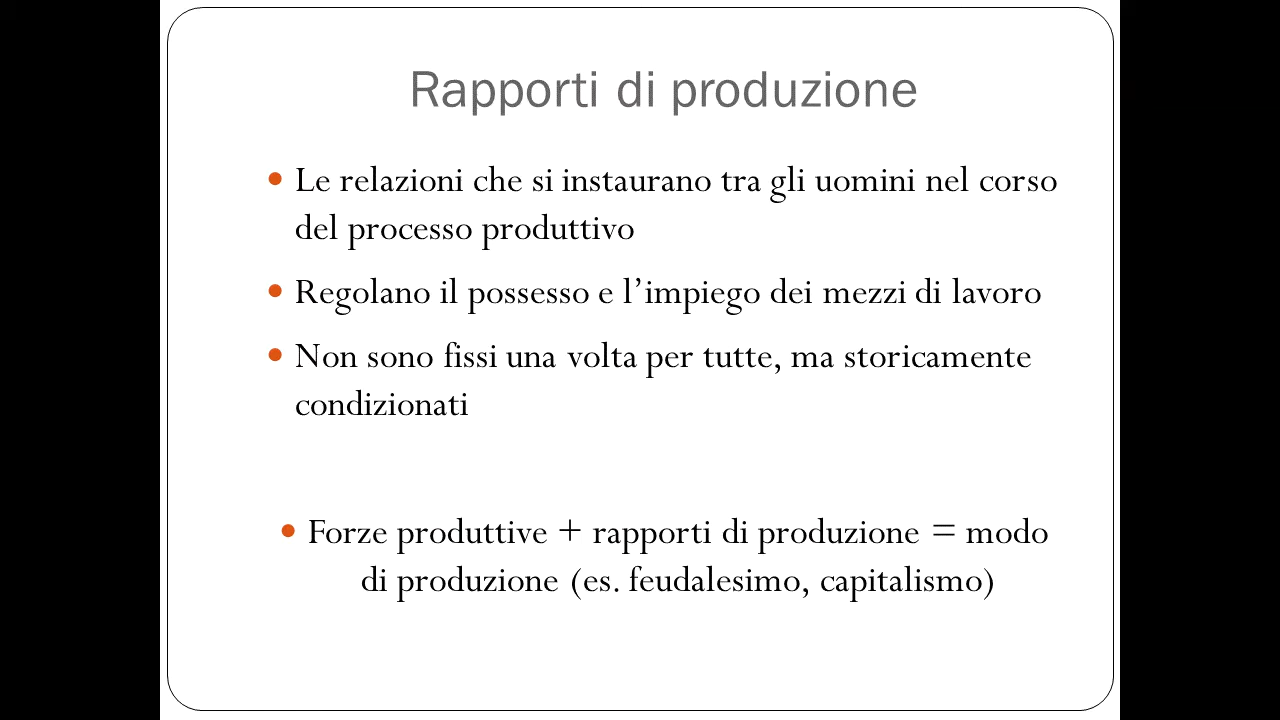 Rapporti di produzione
• Le relazioni che si instaurano tra gli uomini nel corso
del processo produttivo
• Regolano il possesso e l’impiego dei mezzi di lavoro
• Non sono fissi una volta per tutte, ma storicamente
condizionati
• Forze produttive + rapporti di produzione = modo
di produzione (es. feudalesimo, capitalismo)